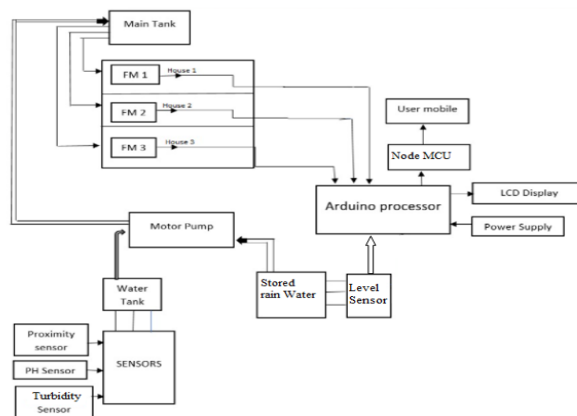 Main Tank
FM 1
House 1
FM 2
House 2
FM 3
House 3
User mobile
Node MCU
LCD Display
Arduino processor
Power Supply
Motor Pump
Stored
rain Water
Level
Sensor
Water
Tank
Proximity
sensor
SENSORS
PH Sensor
Turbidity
Sensor